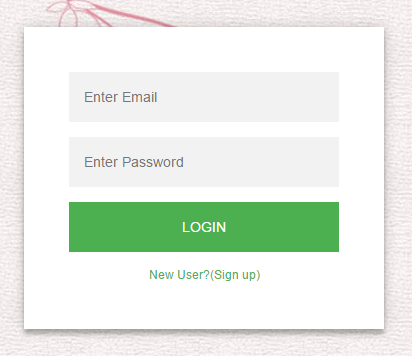 Enter Email
Enter Password
LOGIN
New User?(Sign up)